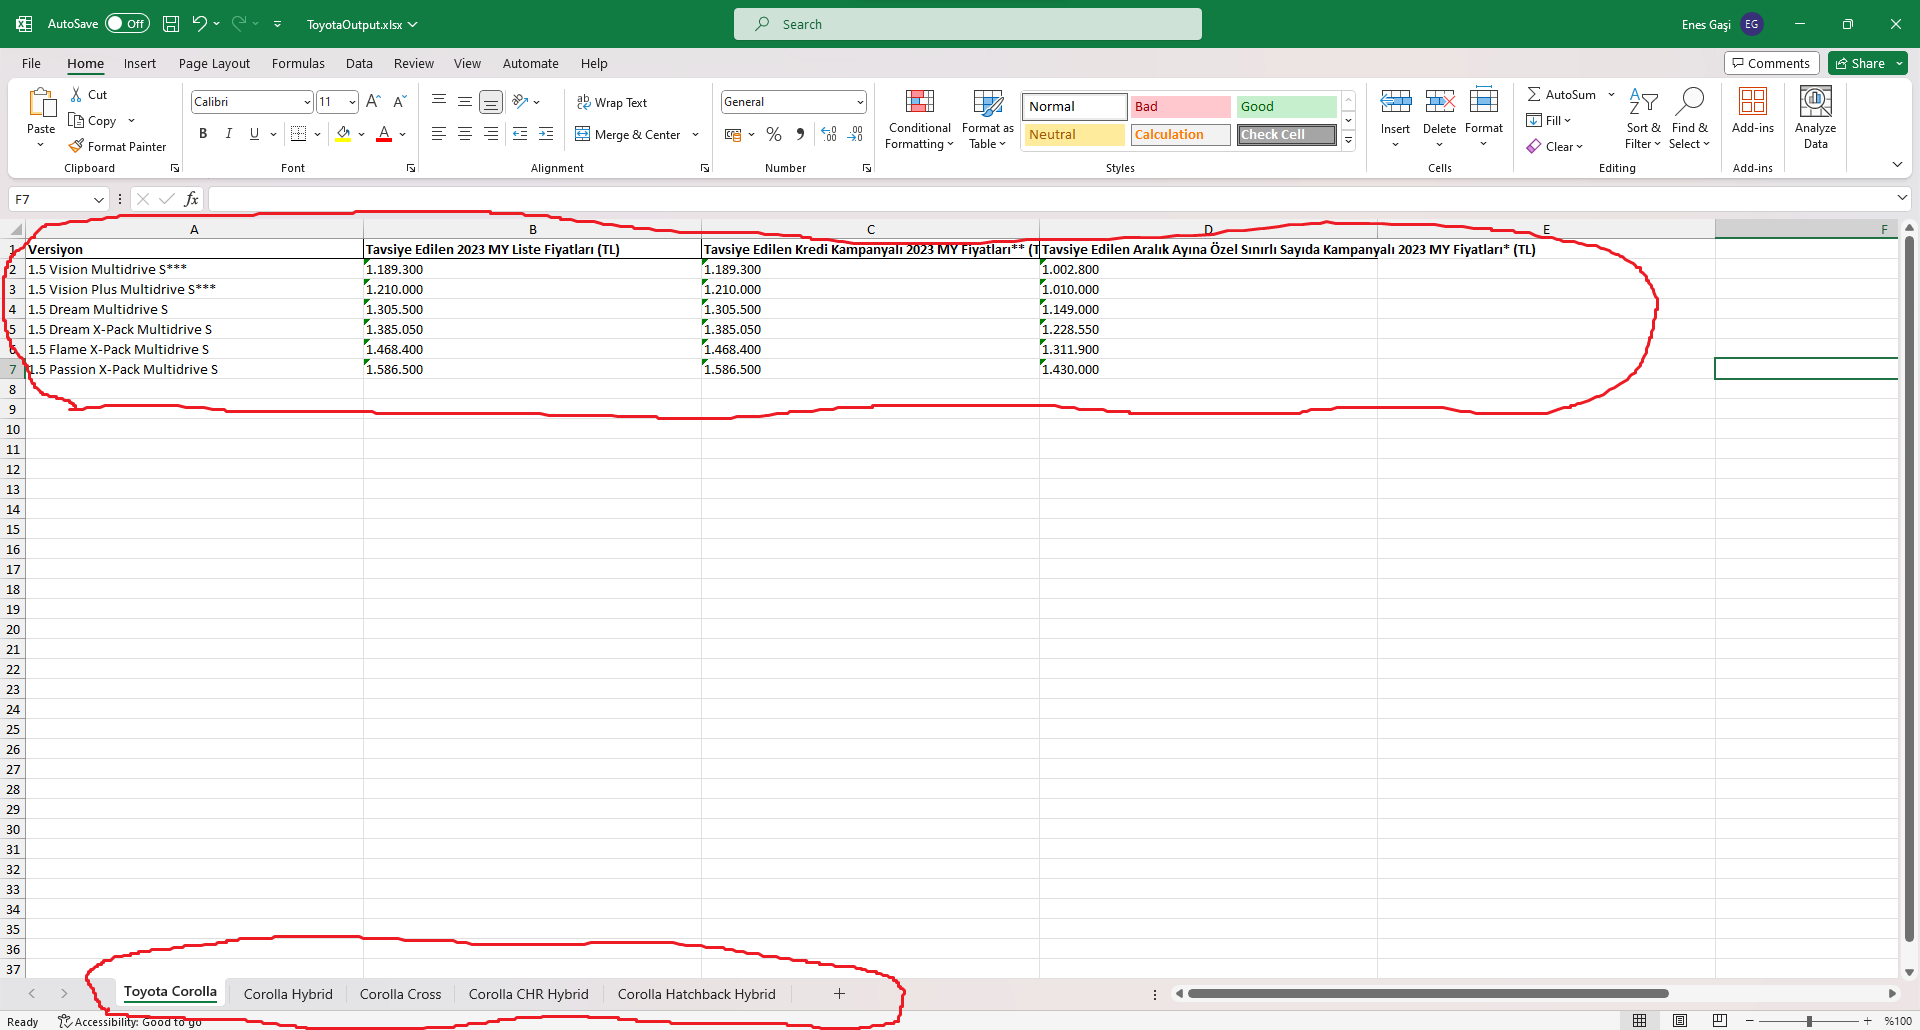 AutoSave Off ToyotaOutput.xlsx Search Enes Gaşi EG
File Home Insert Page Layout Formulas Data Review View Automate Help Comments Share
Paste Cut Copy Format Painter Clipboard
Calibri 11 B I U A Font
Wrap Text Merge & Center Alignment
General % Number
Conditional Formatting Format as Table Normal Bad Good Neutral Calculation Check Cell Styles
Insert Delete Format Cells
AutoSum Fill Clear Sort & Filter Find & Select Editing
Add-ins Add-ins
Analyze Data
F7 fx
A B C D E F
1 Versiyon Tavsiye Edilen 2023 MY Liste Fiyatları (TL) Tavsiye Edilen Kredi Kampanyalı 2023 MY Fiyatları** (T Tavsiye Edilen Aralık Ayına Özel Sınırlı Sayıda Kampanyalı 2023 MY Fiyatları* (TL)
2 1.5 Vision Multidrive S*** 1.189.300 1.189.300 1.002.800
3 1.5 Vision Plus Multidrive S*** 1.210.000 1.210.000 1.010.000
4 1.5 Dream Multidrive S 1.305.500 1.305.500 1.149.000
5 1.5 Dream X-Pack Multidrive S 1.385.050 1.385.050 1.228.550
6 1.5 Flame X-Pack Multidrive S 1.468.400 1.468.400 1.311.900
7 1.5 Passion X-Pack Multidrive S 1.586.500 1.586.500 1.430.000
8
9
10
11
12
13
14
15
16
17
18
19
20
21
22
23
24
25
26
27
28
29
30
31
32
33
34
35
36
37
Toyota Corolla Corolla Hybrid Corolla Cross Corolla CHR Hybrid Corolla Hatchback Hybrid
Ready Accessibility: Good to go %100